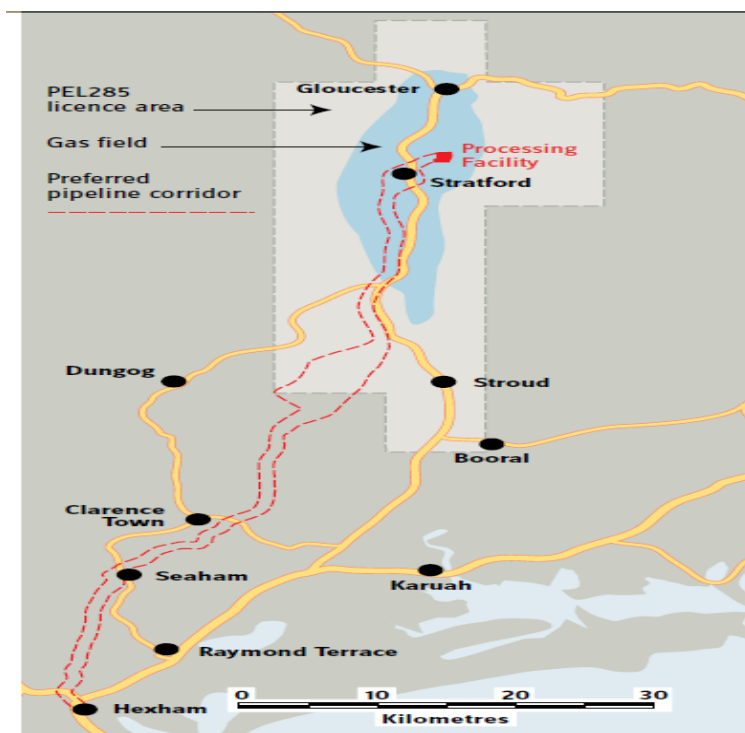 Gloucester
PEL285
licence area
Gas field
Processing
Facility
Preferred
pipeline corridor
Stratford
Dungog
Stroud
Booral
Clarence
Town
Seaham
Karuah
Raymond Terrace
Hexham
0 10 20 30
Kilometres